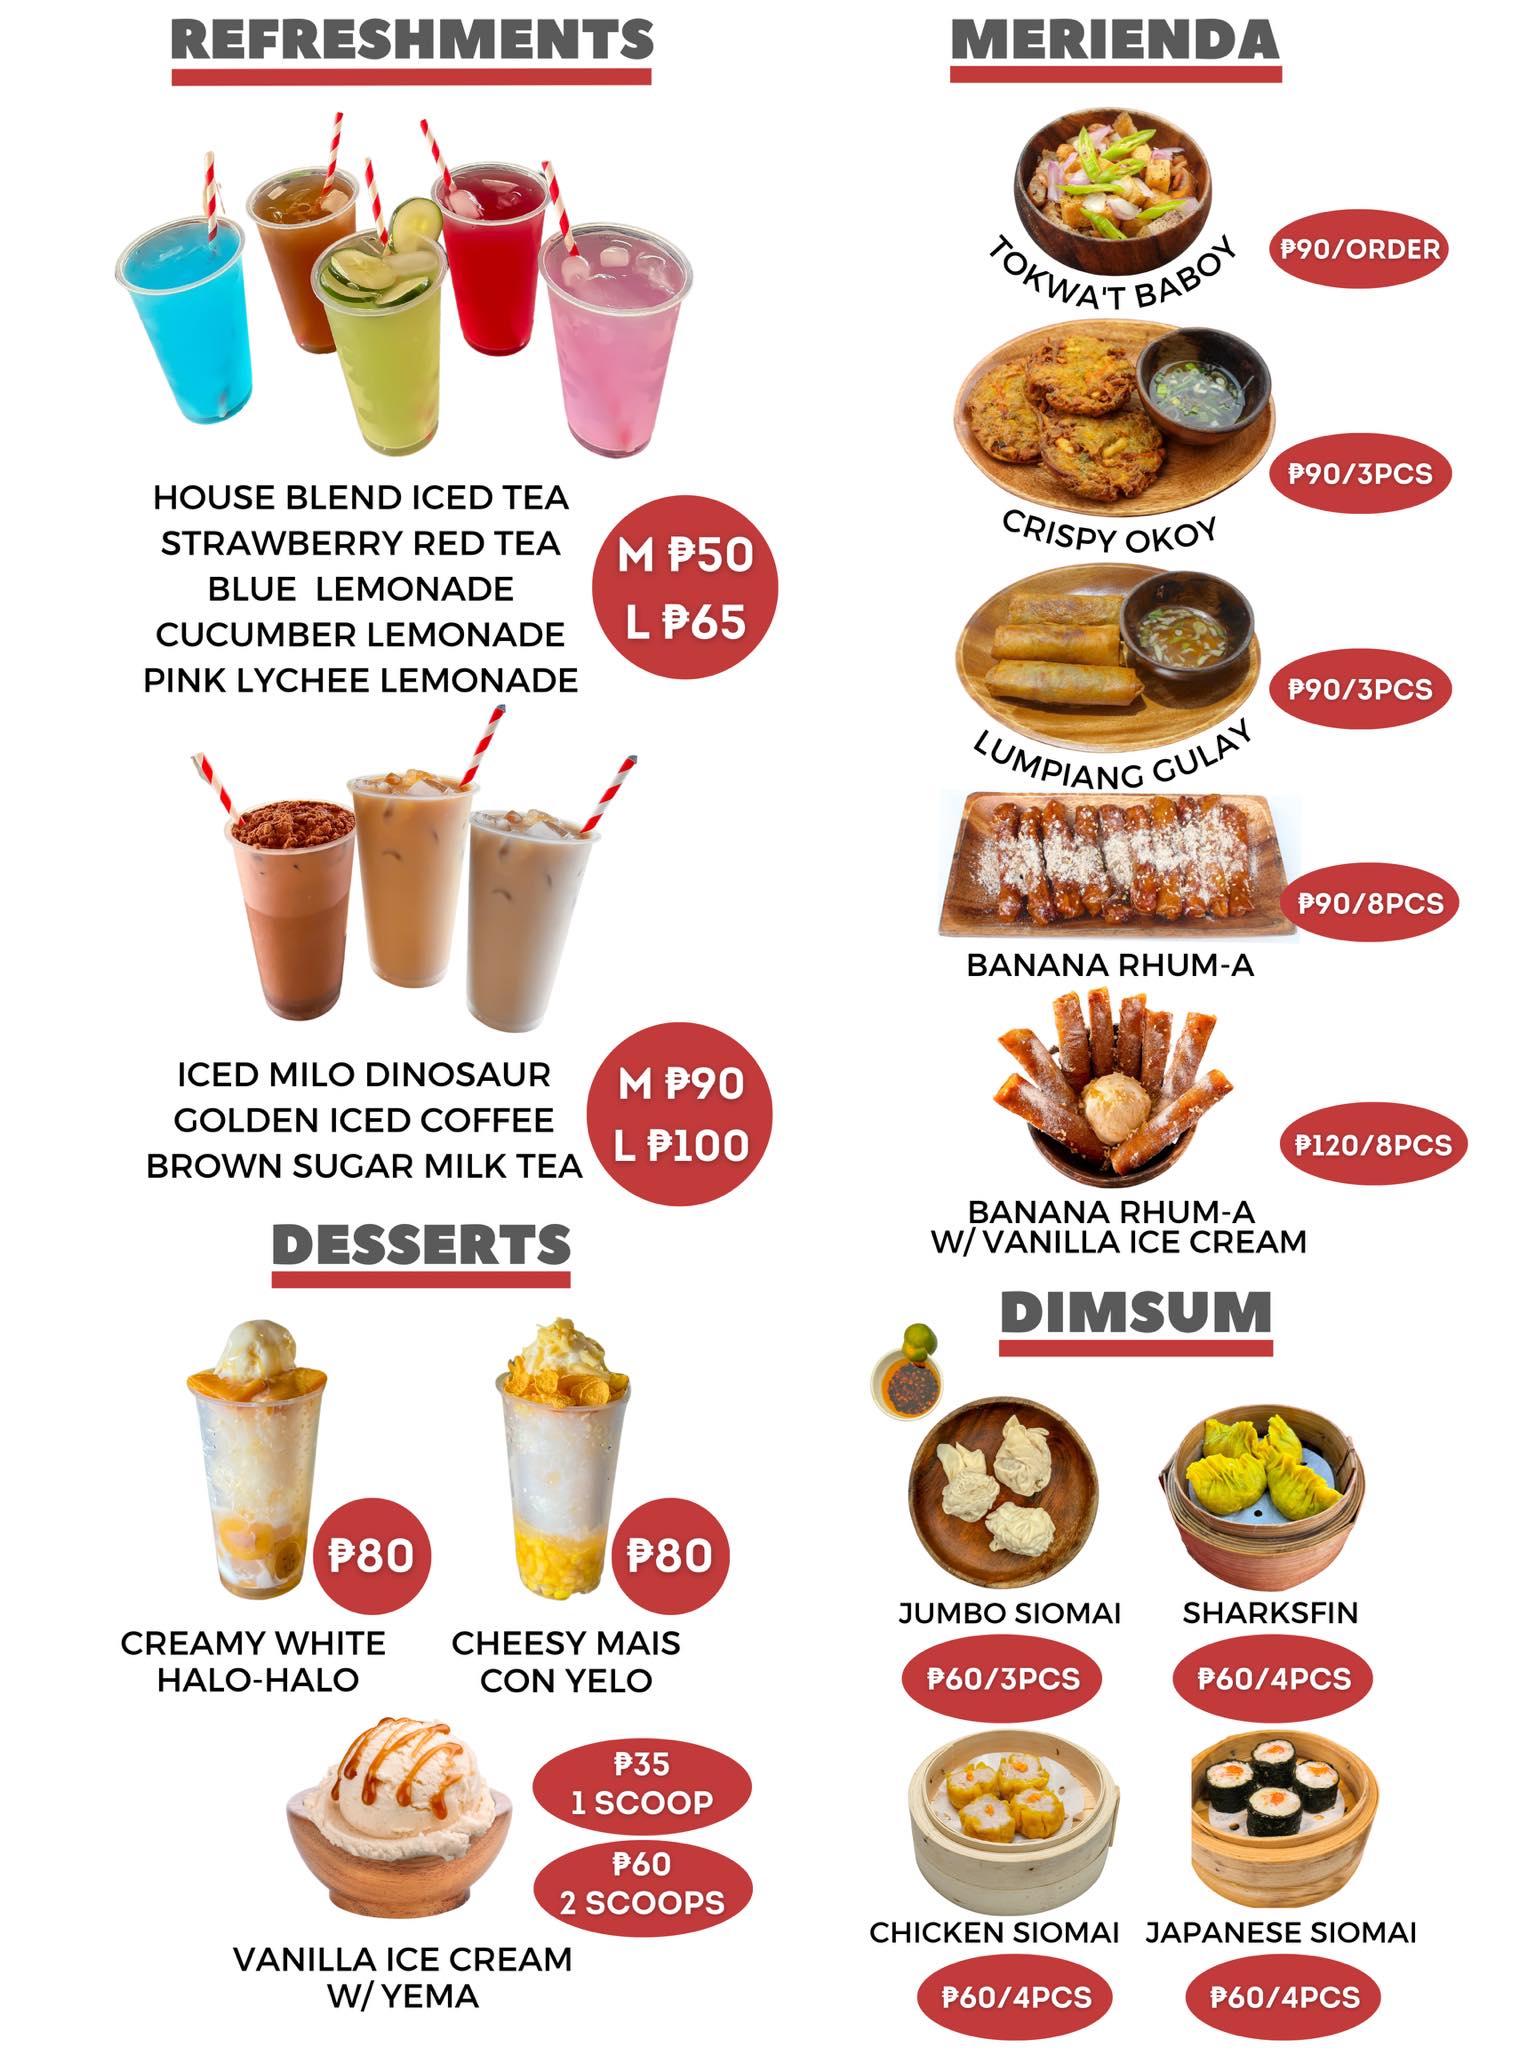 REFRESHMENTS
HOUSE BLEND ICED TEA
STRAWBERRY RED TEA
BLUE LEMONADE
CUCUMBER LEMONADE
PINK LYCHEE LEMONADE
M ₱50
L ₱65
ICED MILO DINOSAUR
GOLDEN ICED COFFEE
BROWN SUGAR MILK TEA
M ₱90
L ₱100
DESSERTS
₱80
CREAMY WHITE
HALO-HALO
₱80
CHEESY MAIS
CON YELO
₱35
1 SCOOP
₱60
2 SCOOPS
VANILLA ICE CREAM
W/ YEMA
MERIENDA
TOKWA'T BABOY
₱90/ORDER
CRISPY OKOY
₱90/3PCS
LUMPIANG GULAY
₱90/3PCS
BANANA RHUM-A
₱90/8PCS
BANANA RHUM-A
W/ VANILLA ICE CREAM
₱120/8PCS
DIMSUM
JUMBO SIOMAI
₱60/3PCS
SHARKSFIN
₱60/4PCS
CHICKEN SIOMAI
₱60/4PCS
JAPANESE SIOMAI
₱60/4PCS